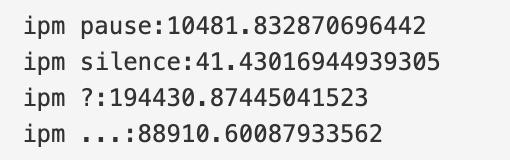 ipm pause:10481.832870696442
ipm silence:41.43016944939305
ipm ?:194430.87445041523
ipm ...:88910.60087933562